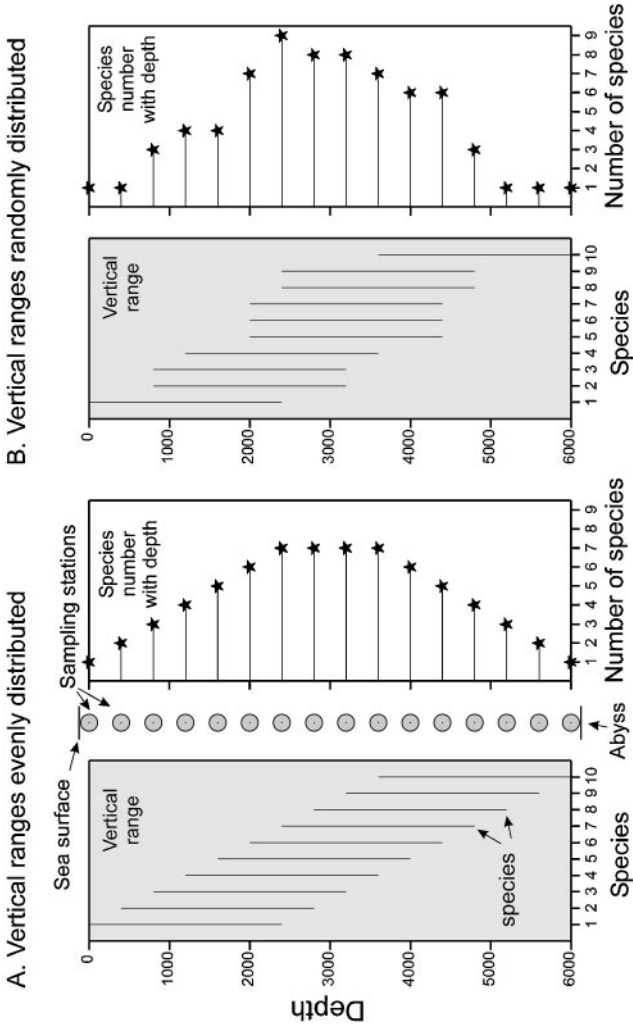 A. Vertical ranges evenly distributed
Sea surface
Sampling stations
Depth
0
1000
2000
3000
4000
5000
6000
Vertical
range
species
1 2 3 4 5 6 7 8 9 10
Species
Abyss
Species
number
with depth
1 2 3 4 5 6 7 8 9
Number of species
B. Vertical ranges randomly distributed
0
1000
2000
3000
4000
5000
6000
Vertical
range
1 2 3 4 5 6 7 8 9 10
Species
Species
number
with depth
1 2 3 4 5 6 7 8 9
Number of species